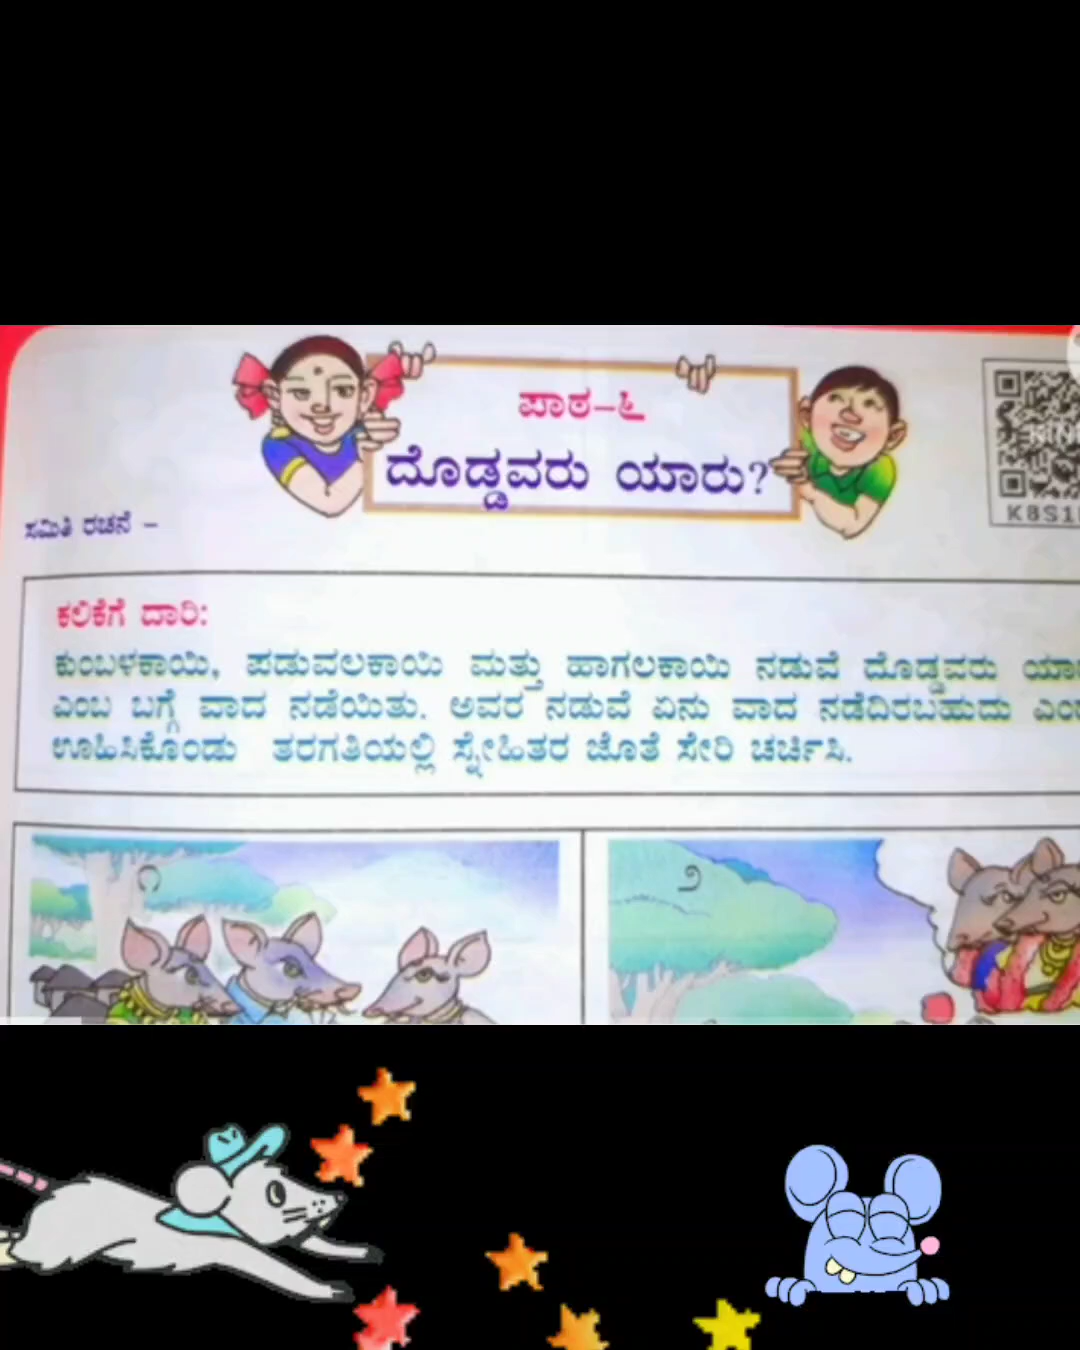 ಪಾಠ-೬
ದೊಡ್ಡವರು ಯಾರು?
ಸಮಿತಿ ರಚನೆ –
K8S1
ಕಲಿಕೆಗೆ ದಾರಿ:
ಕುಂಬಳಕಾಯಿ, ಪಡುವಲಕಾಯಿ ಮತ್ತು ಹಾಗಲಕಾಯಿ ನಡುವೆ ದೊಡ್ಡವರು
ಎಂಬ ಬಗ್ಗೆ ವಾದ ನಡೆಯಿತು. ಅವರ ನಡುವೆ ಏನು ವಾದ ನಡೆದಿರಬಹುದು
ಊಹಿಸಿಕೊಂಡು ತರಗತಿಯಲ್ಲಿ ಸ್ನೇಹಿತರ ಜೊತೆ ಸೇರಿ ಚರ್ಚಿಸಿ.
೧
೨